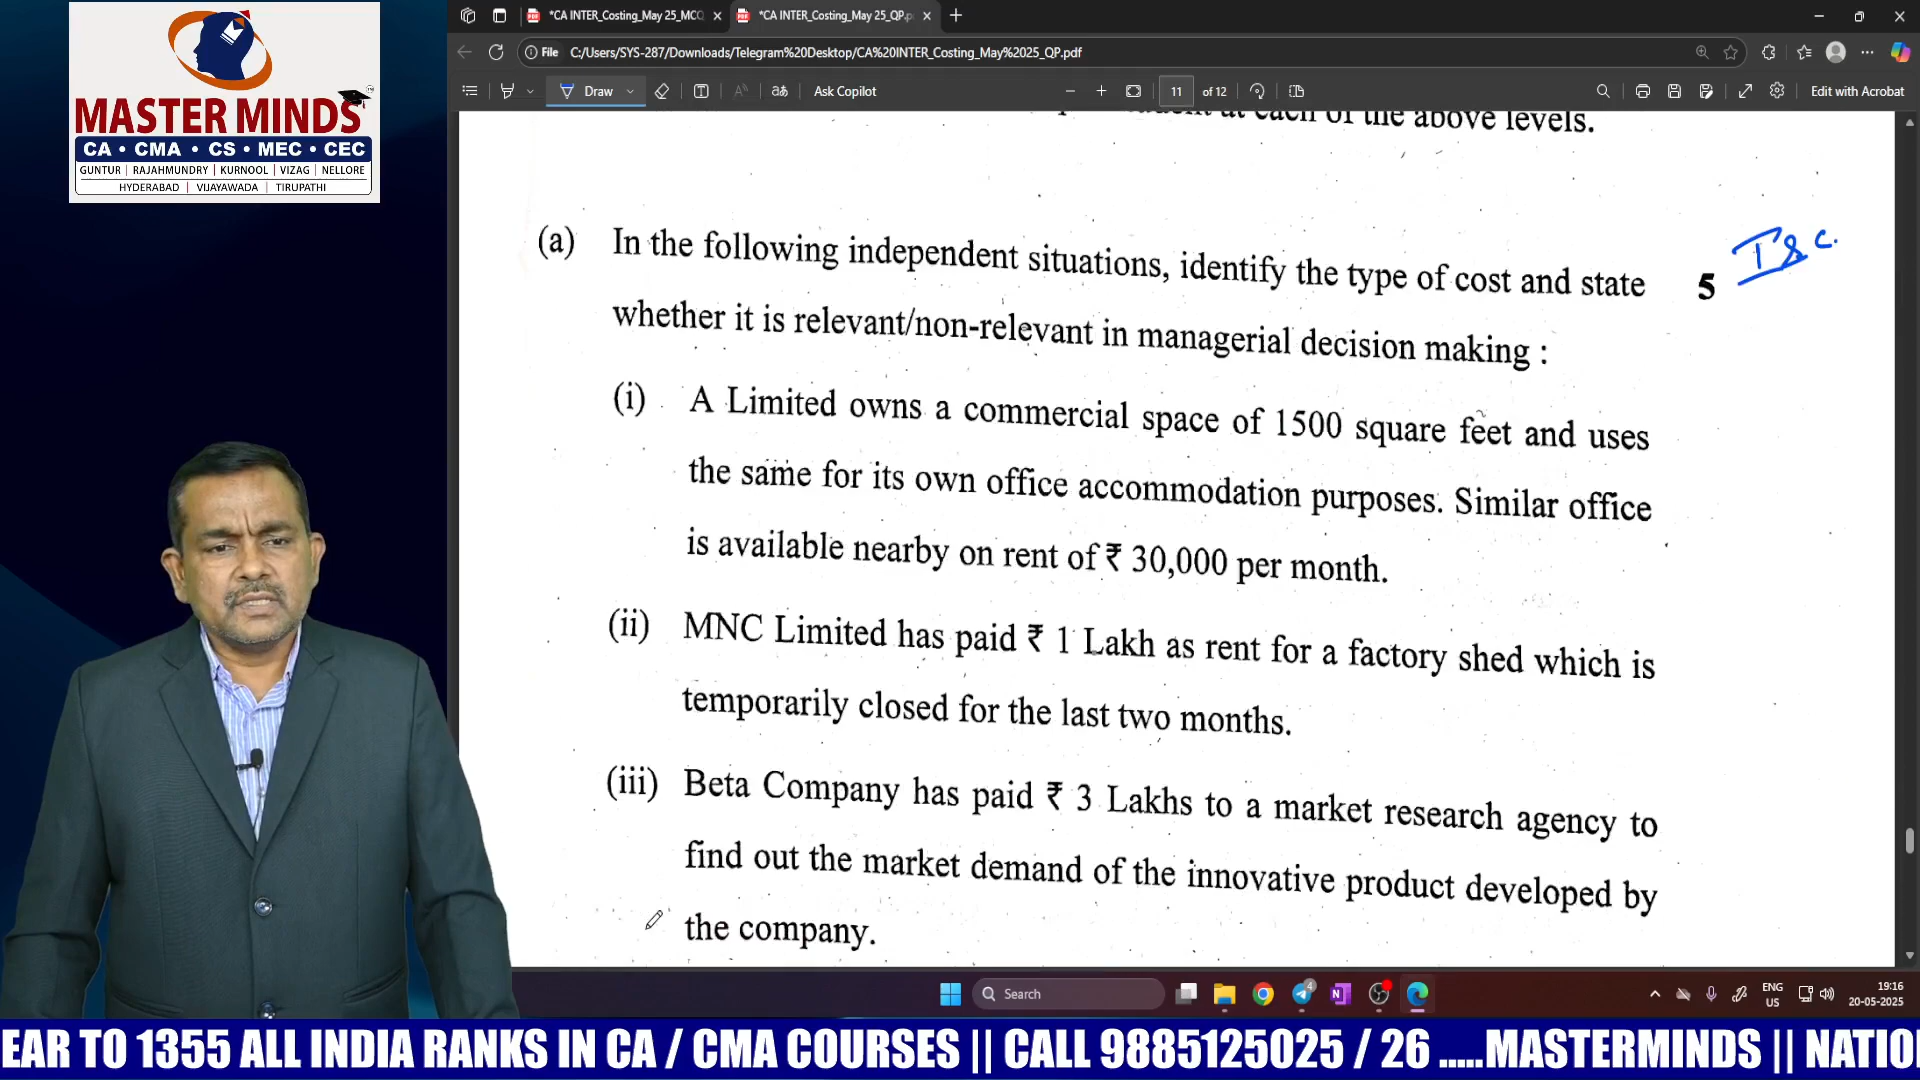 MASTER MINDS
TM
CA • CMA • CS • MEC • CEC
GUNTUR | RAJAHMUNDRY | KURNOOL | VIZAG | NELLORE
HYDERABAD | VIJAYAWADA | TIRUPATHI
*CA INTER_Costing_May 25_MCQ
*CA INTER_Costing_May 25_QP.p
File C:/Users/SYS-287/Downloads/Telegram%20Desktop/CA%20INTER_Costing_May%2025_QP.pdf
Draw
Ask Copilot
11 of 12
Edit with Acrobat
at each of the above levels.
(a) In the following independent situations, identify the type of cost and state 5
I & C.
whether it is relevant/non-relevant in managerial decision making :
(i) A Limited owns a commercial space of 1500 square feet and uses
the same for its own office accommodation purposes. Similar office
is available nearby on rent of ₹ 30,000 per month.
(ii) MNC Limited has paid ₹ 1 Lakh as rent for a factory shed which is
temporarily closed for the last two months.
(iii) Beta Company has paid ₹ 3 Lakhs to a market research agency to
find out the market demand of the innovative product developed by
the company.
Search
4
ENG
US
19:16
20-05-2025
EAR TO 1355 ALL INDIA RANKS IN CA / CMA COURSES || CALL 9885125025 / 26 .....MASTERMINDS || NATIO